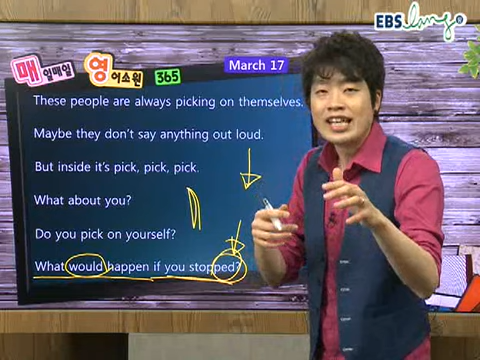 EBS lang
매일매일 영어소원 365
March 17
These people are always picking on themselves.
Maybe they don't say anything out loud.
But inside it's pick, pick, pick.
What about you?
Do you pick on yourself?
What would happen if you stopped?